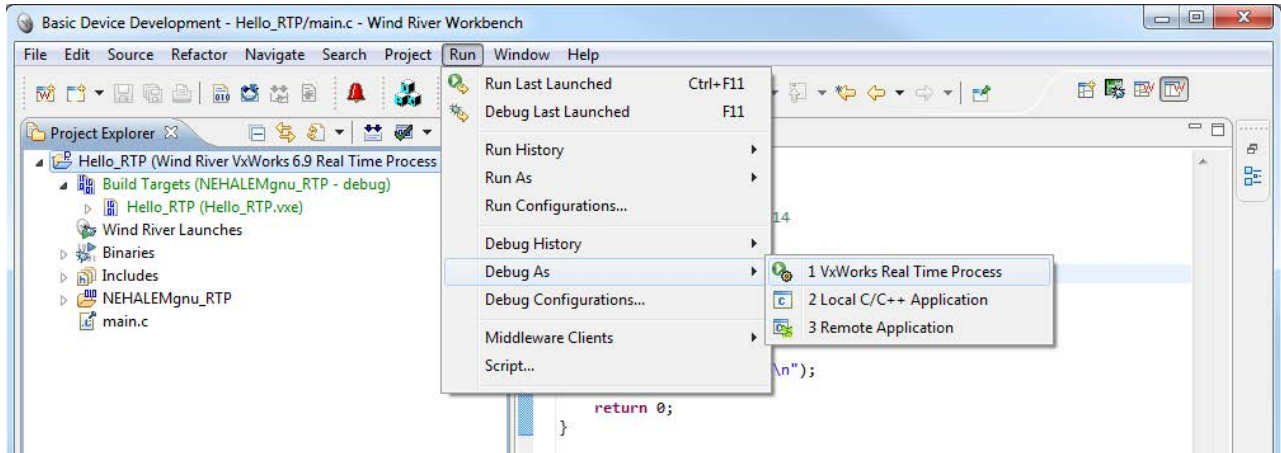 Basic Device Development - Hello_RTP/main.c - Wind River Workbench
File Edit Source Refactor Navigate Search Project Run Window Help
Project Explorer
Hello_RTP (Wind River VxWorks 6.9 Real Time Process
Build Targets (NEHALEMgnu_RTP - debug)
Hello_RTP (Hello_RTP.vxe)
Wind River Launches
Binaries
Includes
NEHALEMgnu_RTP
main.c
Run Last Launched Ctrl+F11
Debug Last Launched F11
Run History
Run As
Run Configurations...
Debug History
Debug As
Debug Configurations...
Middleware Clients
Script...
1 VxWorks Real Time Process
2 Local C/C++ Application
3 Remote Application
14
\n");
return 0;
}